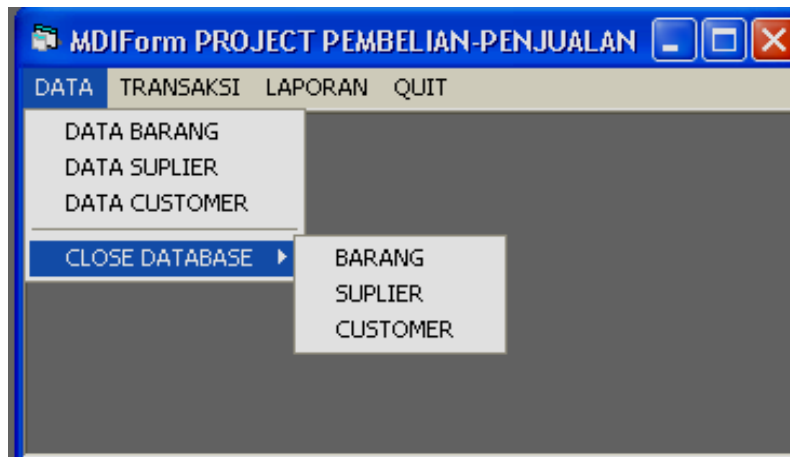 MDIForm PROJECT PEMBELIAN-PENJUALAN
DATA TRANSAKSI LAPORAN QUIT
DATA BARANG
DATA SUPLIER
DATA CUSTOMER
CLOSE DATABASE
BARANG
SUPLIER
CUSTOMER